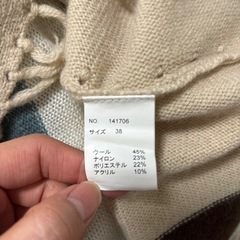 NO. 141706
サイズ 38
ウール 45%
ナイロン 23%
ポリエステル 22%
アクリル 10%